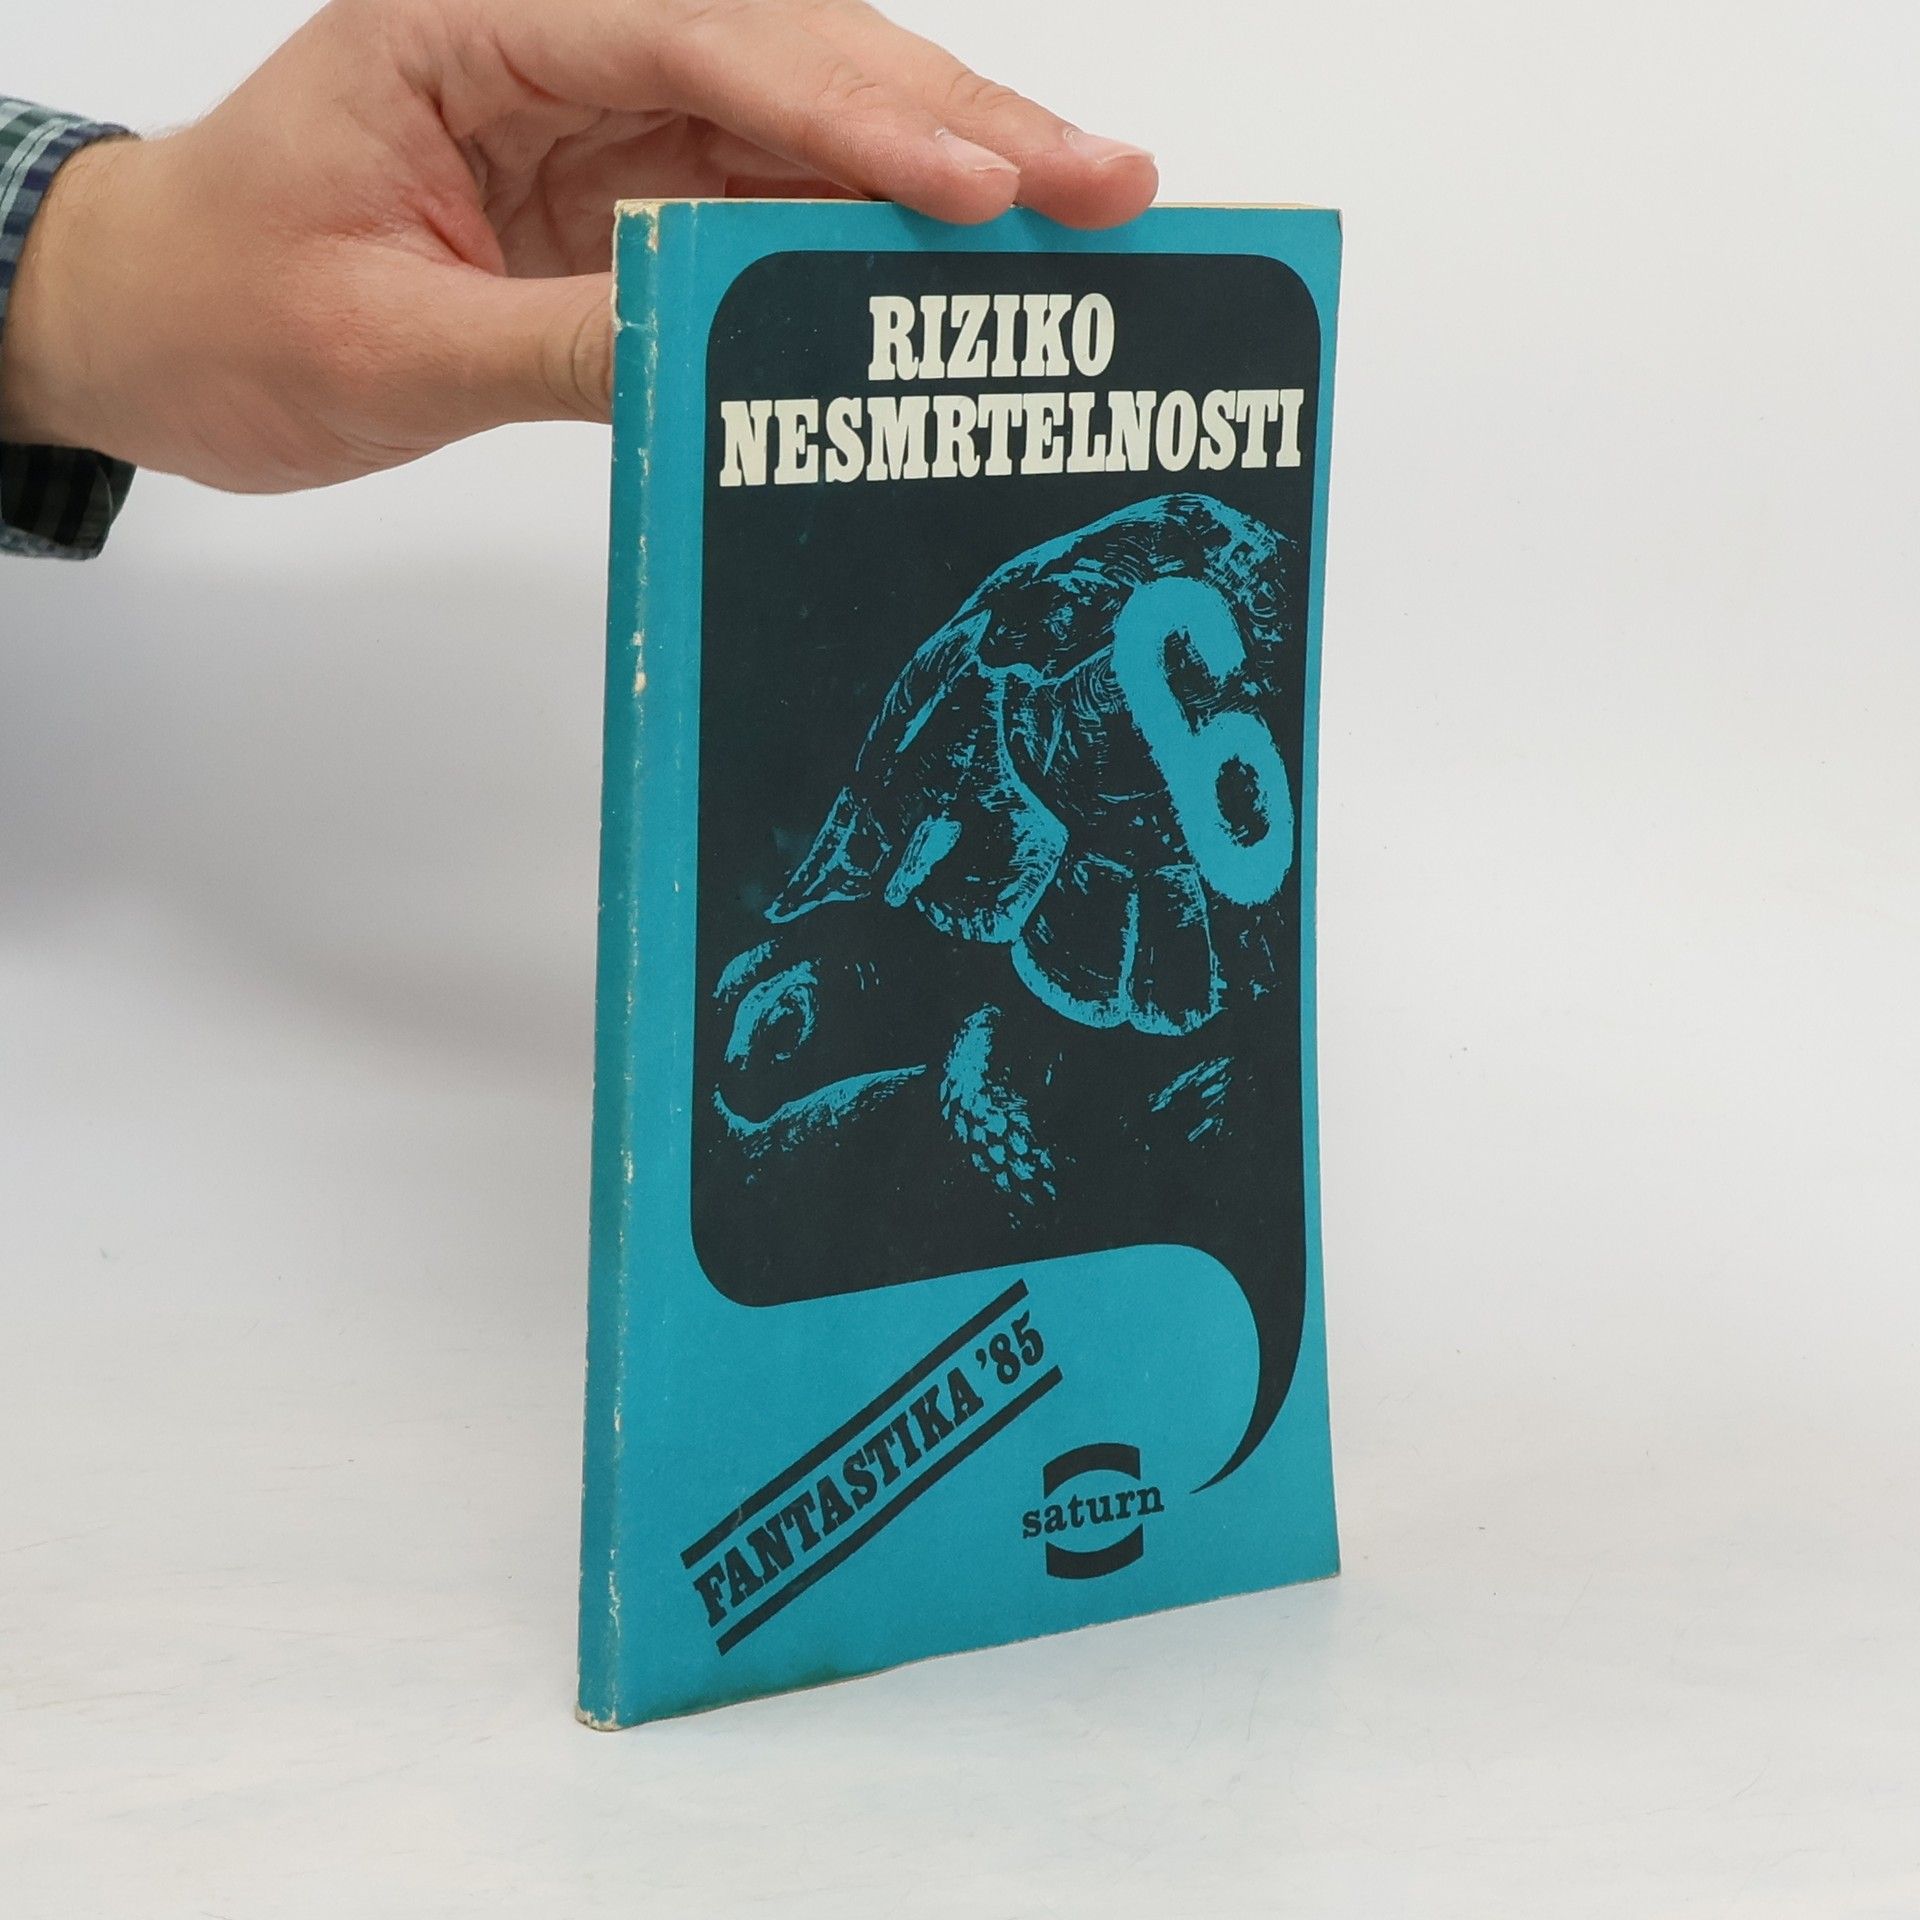 RIZIKO
NESMRTELNOSTI
6
FANTASTIKA '85
saturn